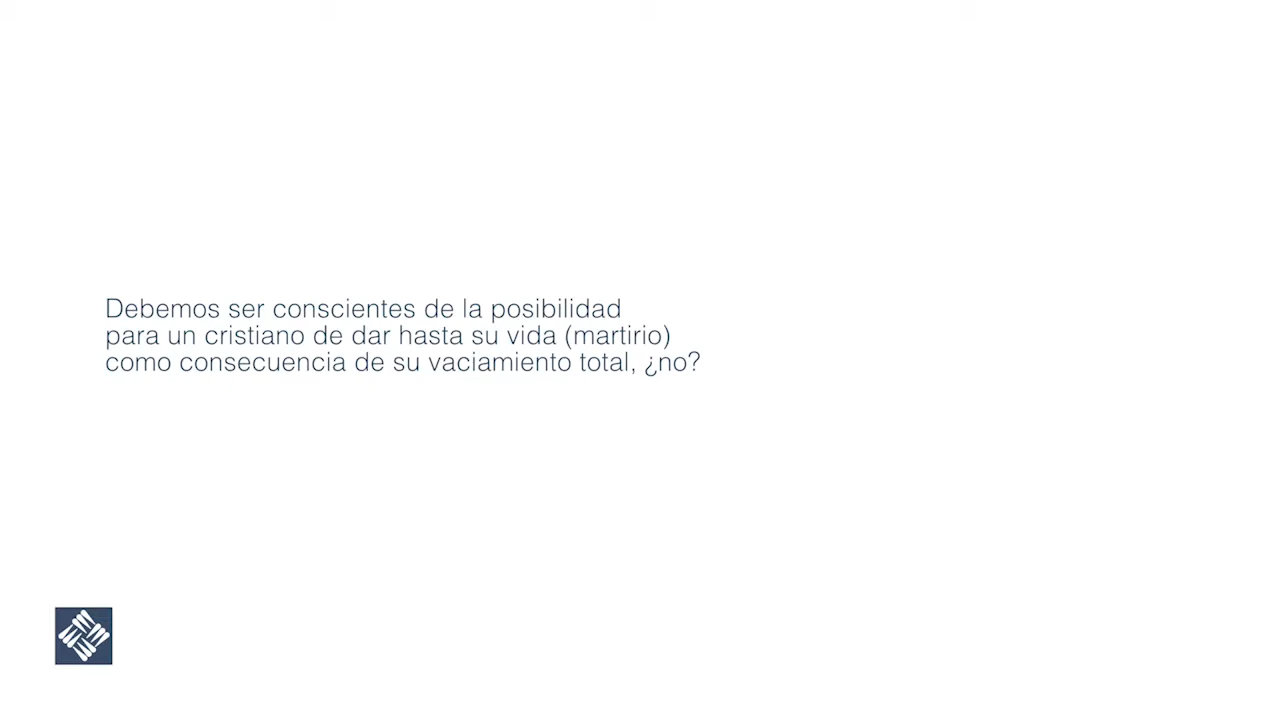 Debemos ser conscientes de la posibilidad
para un cristiano de dar hasta su vida (martirio)
como consecuencia de su vaciamiento total, ¿no?